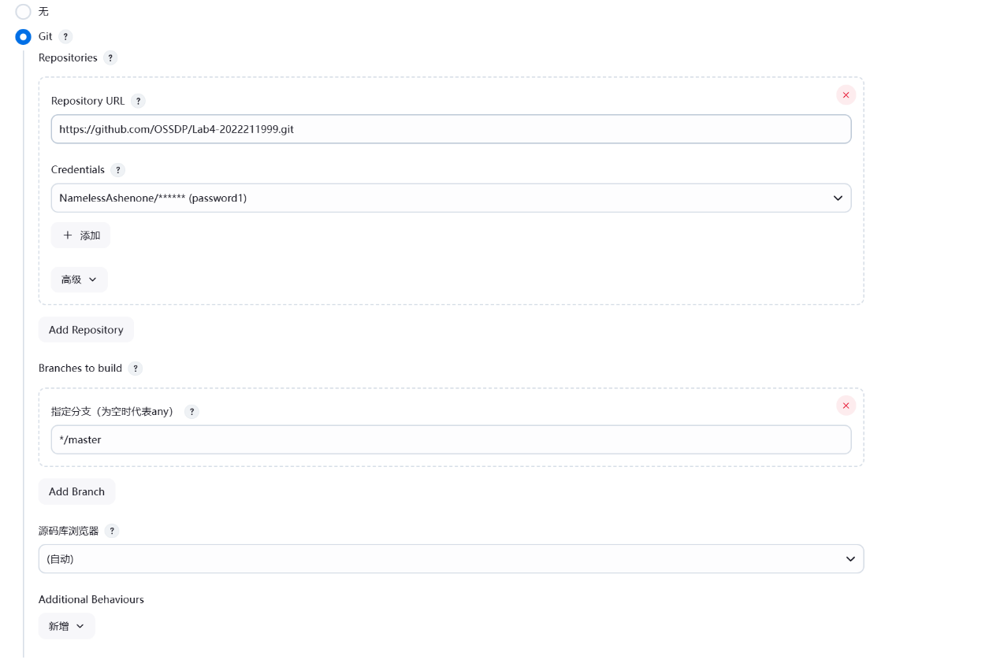 无
Git ?
Repositories ?
Repository URL ?
https://github.com/OSSDP/Lab4-2022211999.git
Credentials ?
NamelessAshenone/****** (password1)
添加
高级
Add Repository
Branches to build ?
指定分支（为空时代表any） ?
*/master
Add Branch
源码库浏览器 ?
(自动)
Additional Behaviours
新增